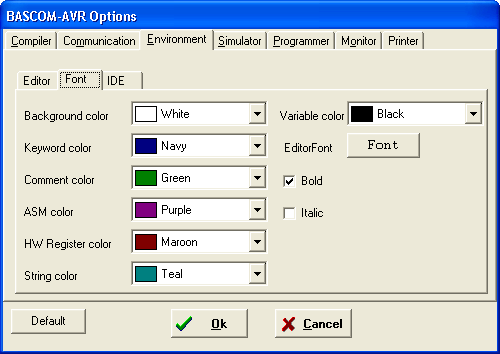 BASCOM-AVR Options
Compiler Communication Environment Simulator Programmer Monitor Printer
Editor Font IDE
Background color White Variable color Black
Keyword color Navy EditorFont Font
Comment color Green Bold
ASM color Purple Italic
HW Register color Maroon
String color Teal
Default Ok Cancel